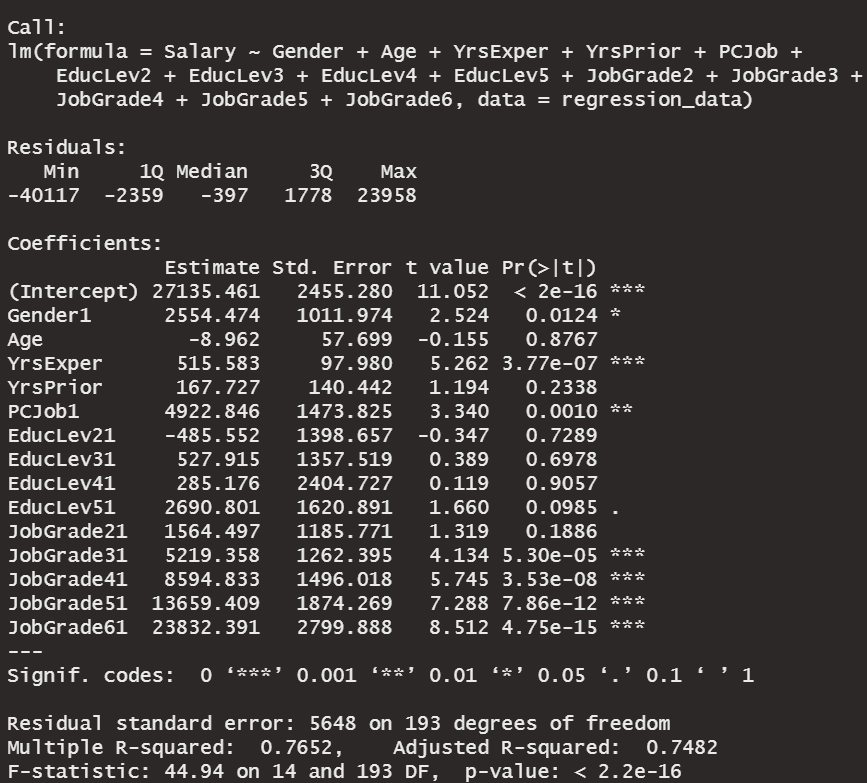 Call:
lm(formula = Salary ~ Gender + Age + YrsExper + YrsPrior + PCJob +
    EducLev2 + EducLev3 + EducLev4 + EducLev5 + JobGrade2 + JobGrade3 +
    JobGrade4 + JobGrade5 + JobGrade6, data = regression_data)

Residuals:
   Min     1Q Median     3Q    Max
-40117  -2359   -397   1778  23958

Coefficients:
             Estimate Std. Error t value Pr(>|t|)
(Intercept) 27135.461   2455.280  11.052  < 2e-16 ***
Gender1      2554.474   1011.974   2.524   0.0124 *
Age            -8.962     57.699  -0.155   0.8767
YrsExper      515.583     97.980   5.262 3.77e-07 ***
YrsPrior      167.727    140.442   1.194   0.2338
PCJob1       4922.846   1473.825   3.340   0.0010 **
EducLev21    -485.552   1398.657  -0.347   0.7289
EducLev31     527.915   1357.519   0.389   0.6978
EducLev41     285.176   2404.727   0.119   0.9057
EducLev51    2690.801   1620.891   1.660   0.0985 .
JobGrade21   1564.497   1185.771   1.319   0.1886
JobGrade31   5219.358   1262.395   4.134 5.30e-05 ***
JobGrade41   8594.833   1496.018   5.745 3.53e-08 ***
JobGrade51  13659.409   1874.269   7.288 7.86e-12 ***
JobGrade61  23832.391   2799.888   8.512 4.75e-15 ***
---
Signif. codes:  0 ‘***’ 0.001 ‘**’ 0.01 ‘*’ 0.05 ‘.’ 0.1 ‘ ’ 1

Residual standard error: 5648 on 193 degrees of freedom
Multiple R-squared:  0.7652,    Adjusted R-squared:  0.7482
F-statistic: 44.94 on 14 and 193 DF,  p-value: < 2.2e-16